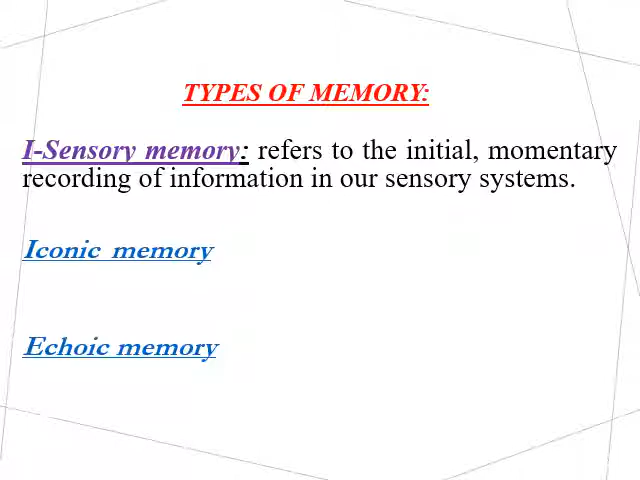 TYPES OF MEMORY:
I-Sensory memory: refers to the initial, momentary
recording of information in our sensory systems.
Iconic memory
Echoic memory